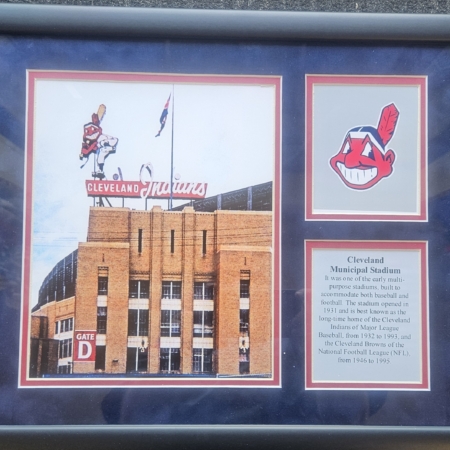 CLEVELAND Indians
GATE
D
Cleveland
Municipal Stadium
It was one of the early multi-
purpose stadiums, built to
accommodate both baseball and
football. The stadium opened in
1931 and is best known as the
long-time home of the Cleveland
Indians of Major League
Baseball, from 1932 to 1993, and
the Cleveland Browns of the
National Football League (NFL)
from 1946 to 1995.